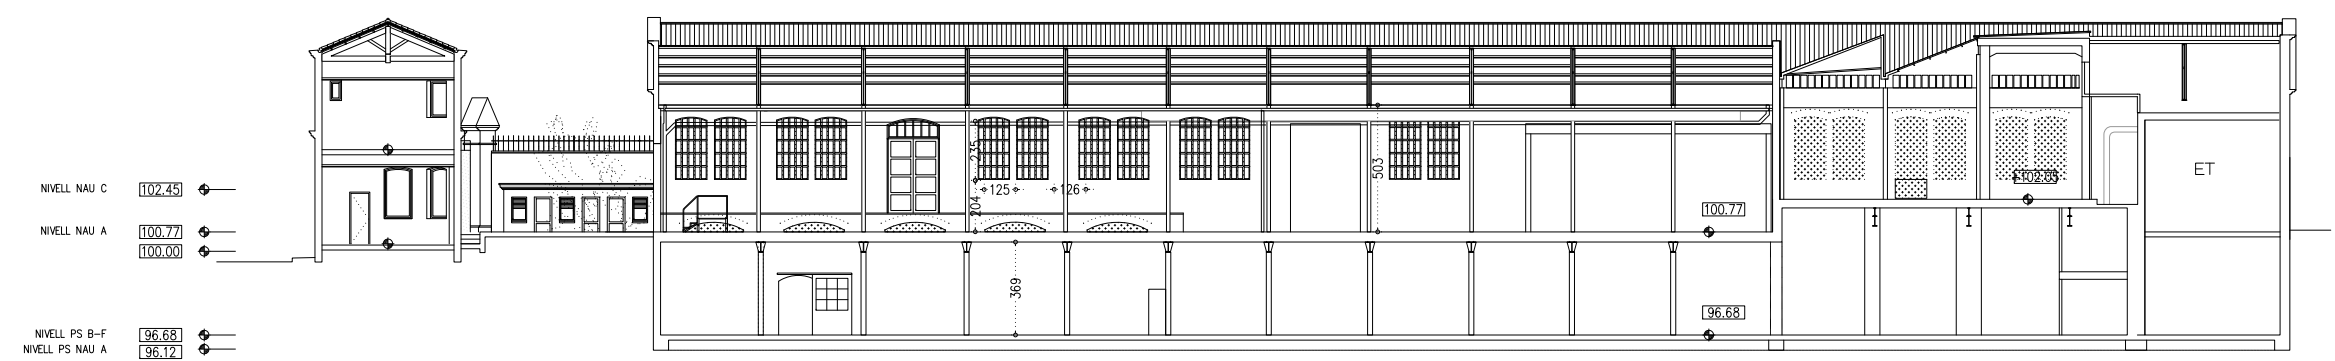 235
ET
503
102.05
NIVELL NAU C 102.45
125
126
204
100.77
NIVELL NAU A 100.77
100.00
369
96.68
NIVELL PS B-F 96.68
NIVELL PS NAU A 96.12